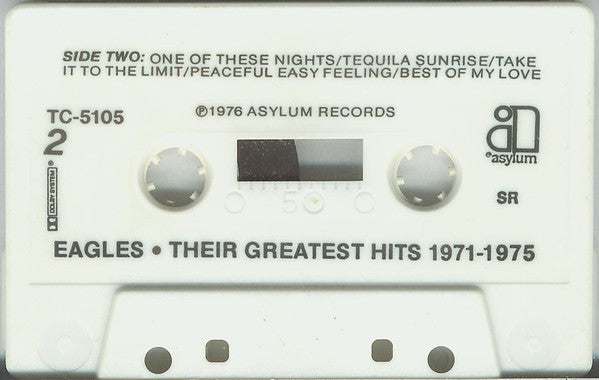 SIDE TWO: ONE OF THESE NIGHTS/TEQUILA SUNRISE/TAKE
IT TO THE LIMIT/PEACEFUL EASY FEELING/BEST OF MY LOVE
TC-5105
℗1976 ASYLUM RECORDS
2
asylum
DOLBY SYSTEM
SR
50
EAGLES • THEIR GREATEST HITS 1971-1975